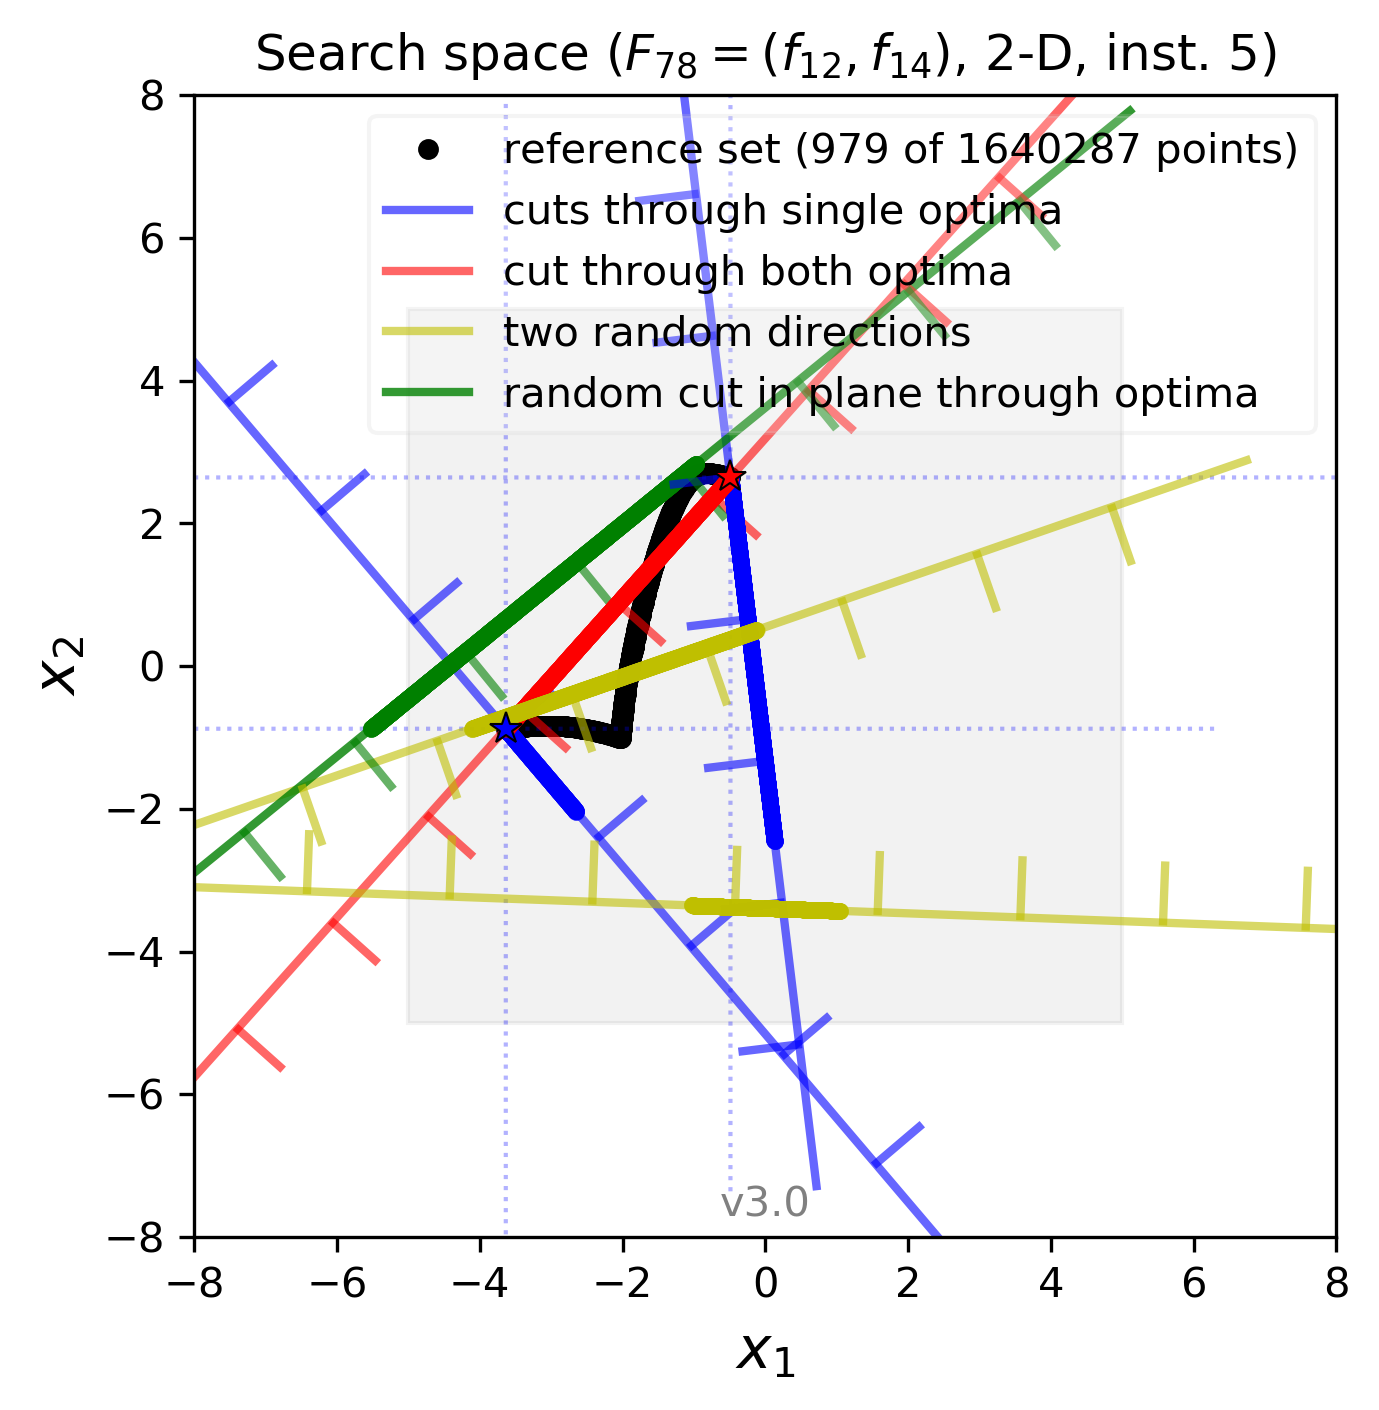 Search space (F₇₈ = (f₁₂, f₁₄), 2-D, inst. 5)
8
6
4
2
0
−2
−4
−6
−8
x₂
reference set (979 of 1640287 points)
cuts through single optima
cut through both optima
two random directions
random cut in plane through optima
v3.0
−8 −6 −4 −2 0 2 4 6 8
x₁